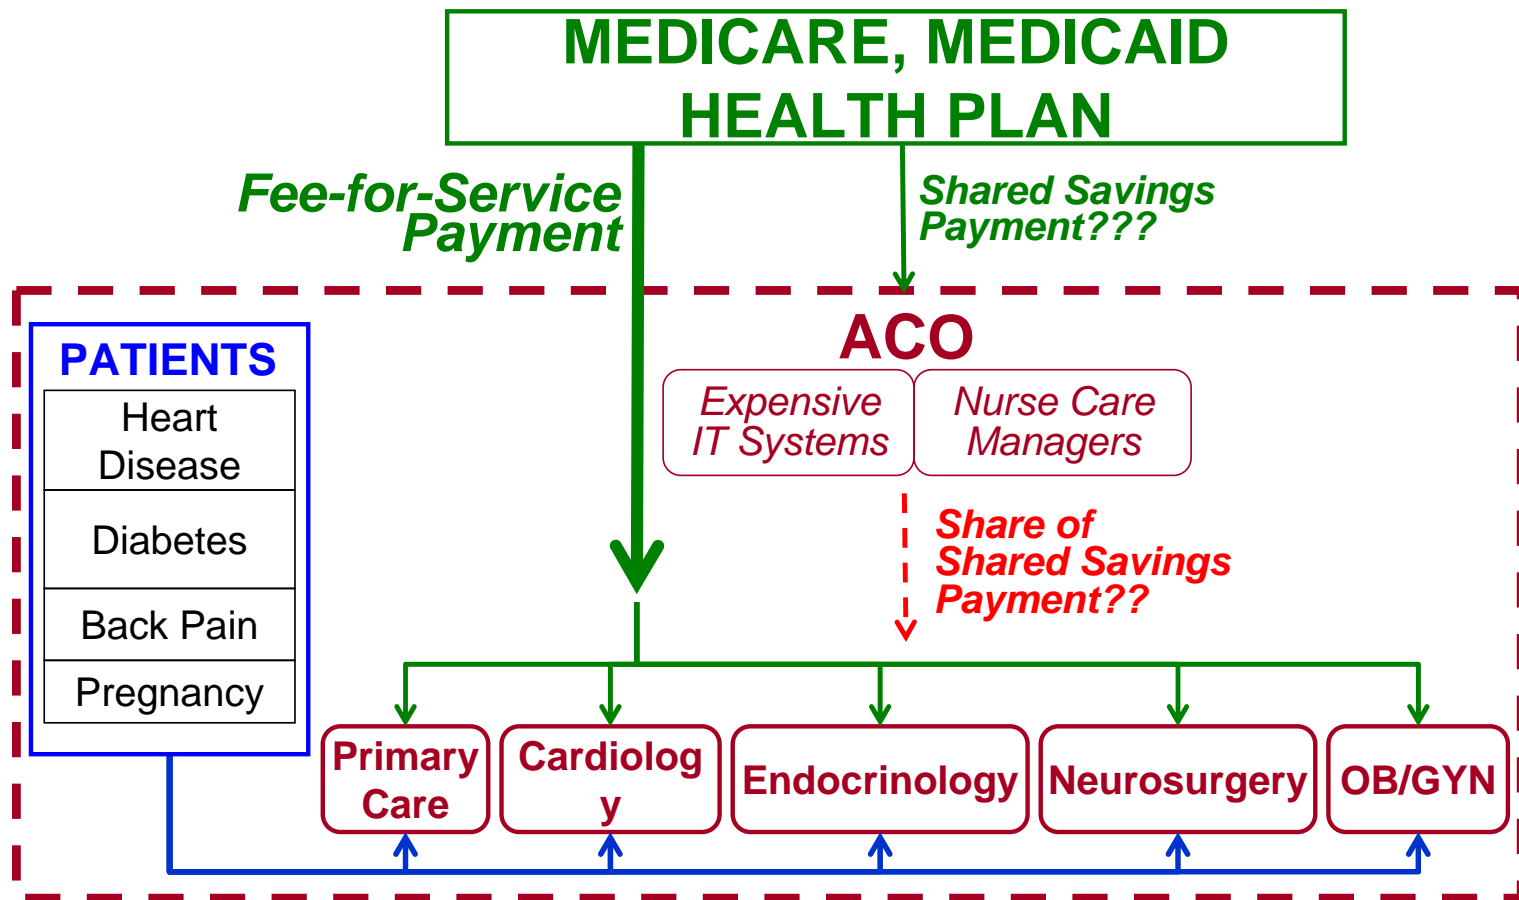 MEDICARE, MEDICAID
HEALTH PLAN
Fee-for-Service
Payment
Shared Savings
Payment???
ACO
Expensive
IT Systems
Nurse Care
Managers
PATIENTS
Heart
Disease
Diabetes
Back Pain
Pregnancy
Share of
Shared Savings
Payment??
Primary
Care
Cardiolog
y
Endocrinology
Neurosurgery
OB/GYN